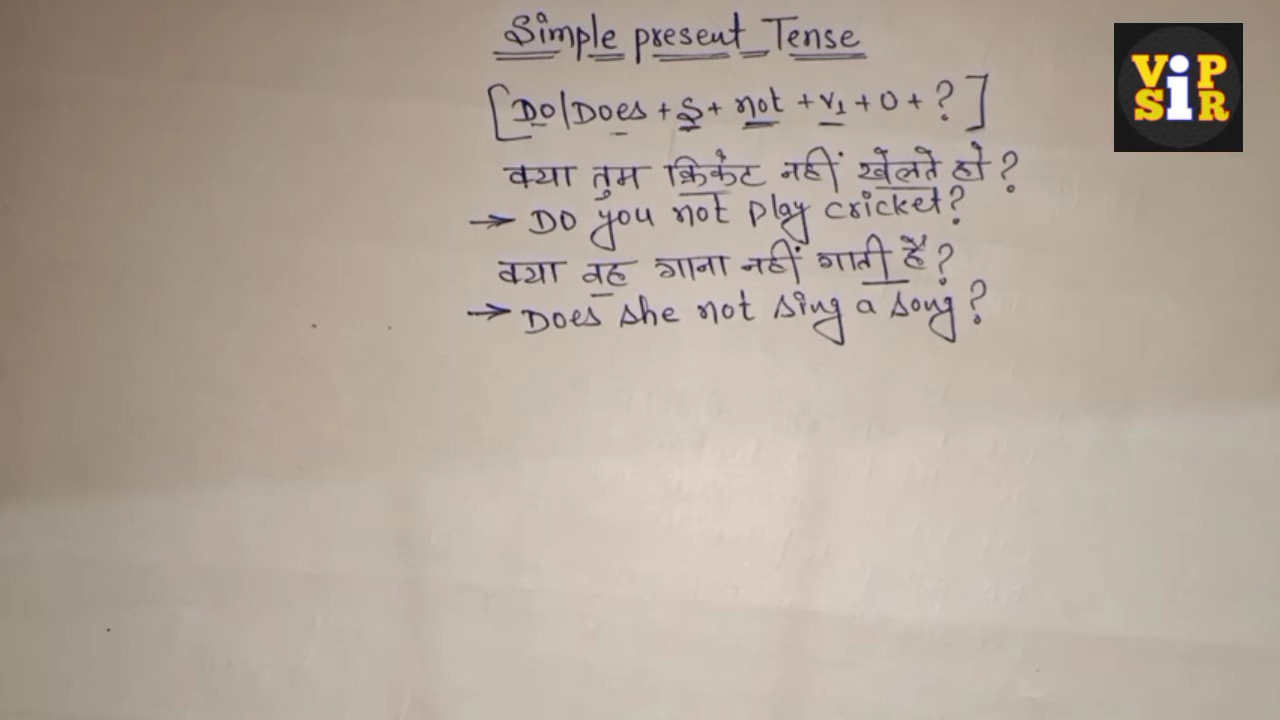 Simple present Tense
[Do/Does + S + not + V1 + O + ?]
क्या तुम क्रिकेट नहीं खेलते हो?
→ Do you not play cricket?
क्या वह गाना नहीं गाती है?
→ Does she not sing a song?
ViP
SiR